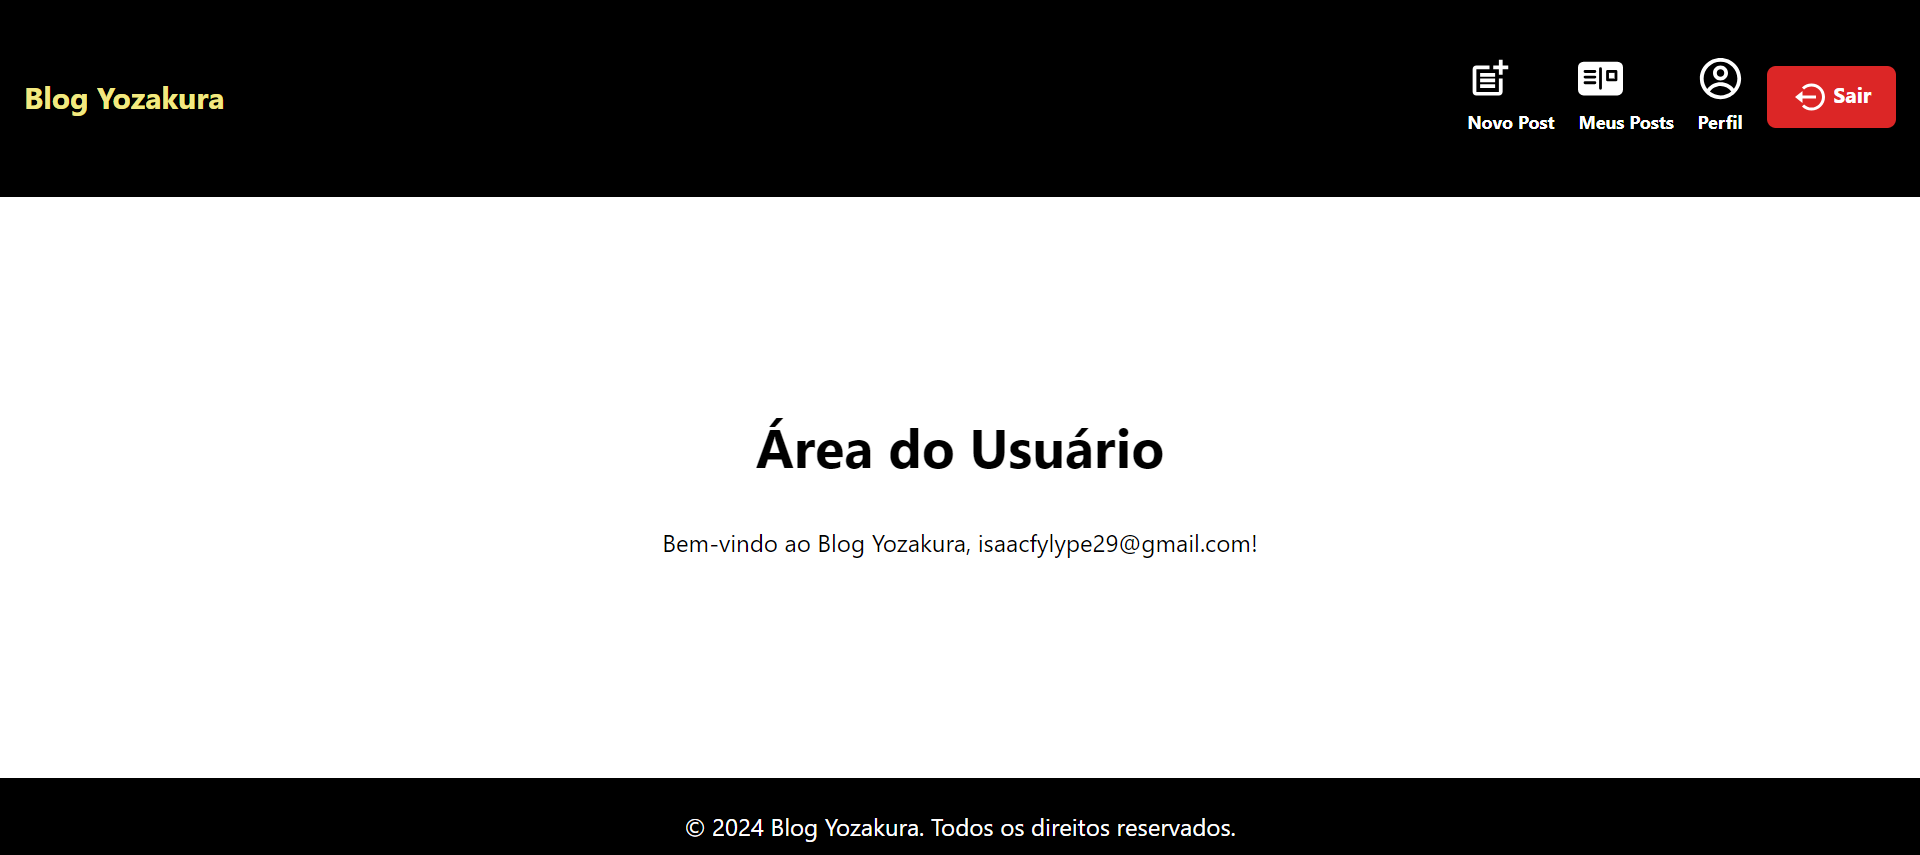 Blog Yozakura
Novo Post
Meus Posts
Perfil
Sair
Área do Usuário
Bem-vindo ao Blog Yozakura, isaacfylype29@gmail.com!
© 2024 Blog Yozakura. Todos os direitos reservados.